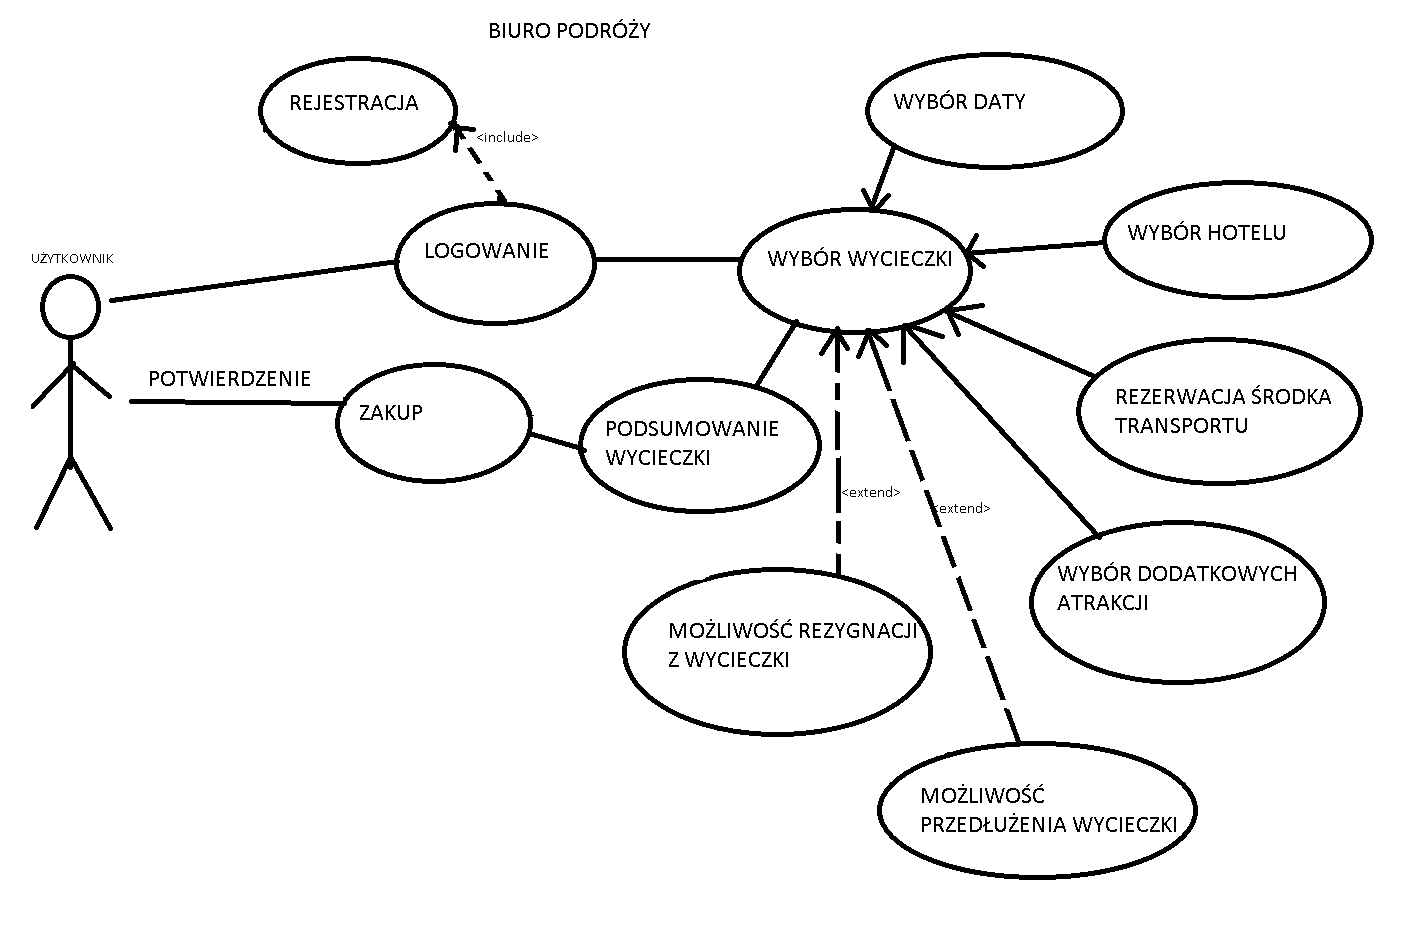 BIURO PODRÓŻY
REJESTRACJA
<include>
WYBÓR DATY
UŻYTKOWNIK
LOGOWANIE
WYBÓR WYCIECZKI
WYBÓR HOTELU
POTWIERDZENIE
ZAKUP
PODSUMOWANIE
WYCIECZKI
REZERWACJA ŚRODKA
TRANSPORTU
<extend>
<extend>
WYBÓR DODATKOWYCH
ATRAKCJI
MOŻLIWOŚĆ REZYGNACJI
Z WYCIECZKI
MOŻLIWOŚĆ
PRZEDŁUŻENIA WYCIECZKI